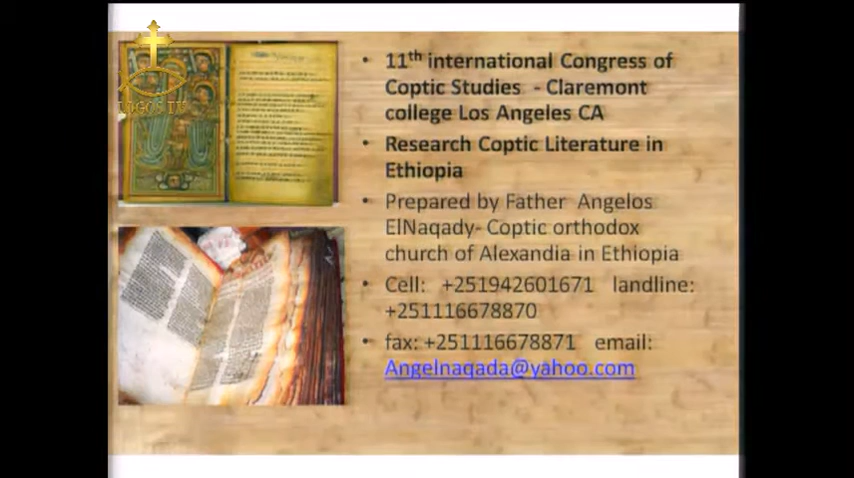 LOGOS TV
11th international Congress of
Coptic Studies - Claremont
college Los Angeles CA
Research Coptic Literature in
Ethiopia
Prepared by Father Angelos
ElNaqady- Coptic orthodox
church of Alexandia in Ethiopia
Cell: +251942601671 landline:
+251116678870
fax: +251116678871 email:
Angelnaqada@yahoo.com